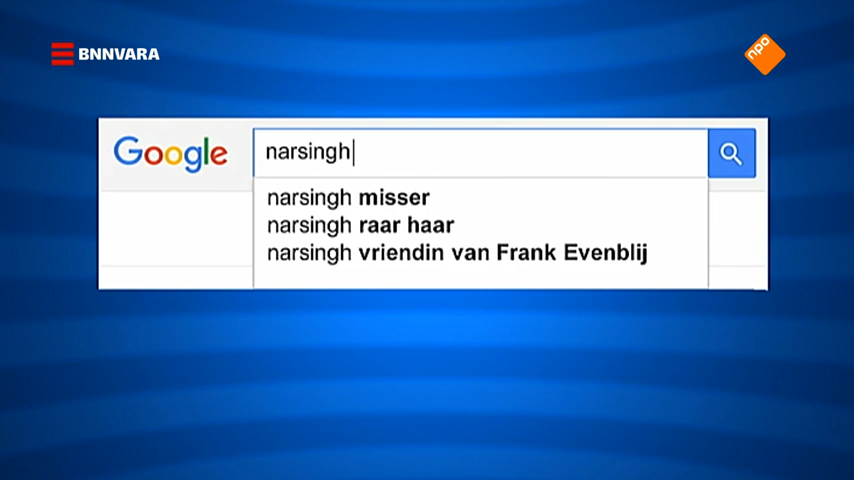 BNNVARA
npo
Google
narsingh
narsingh misser
narsingh raar haar
narsingh vriendin van Frank Evenblij